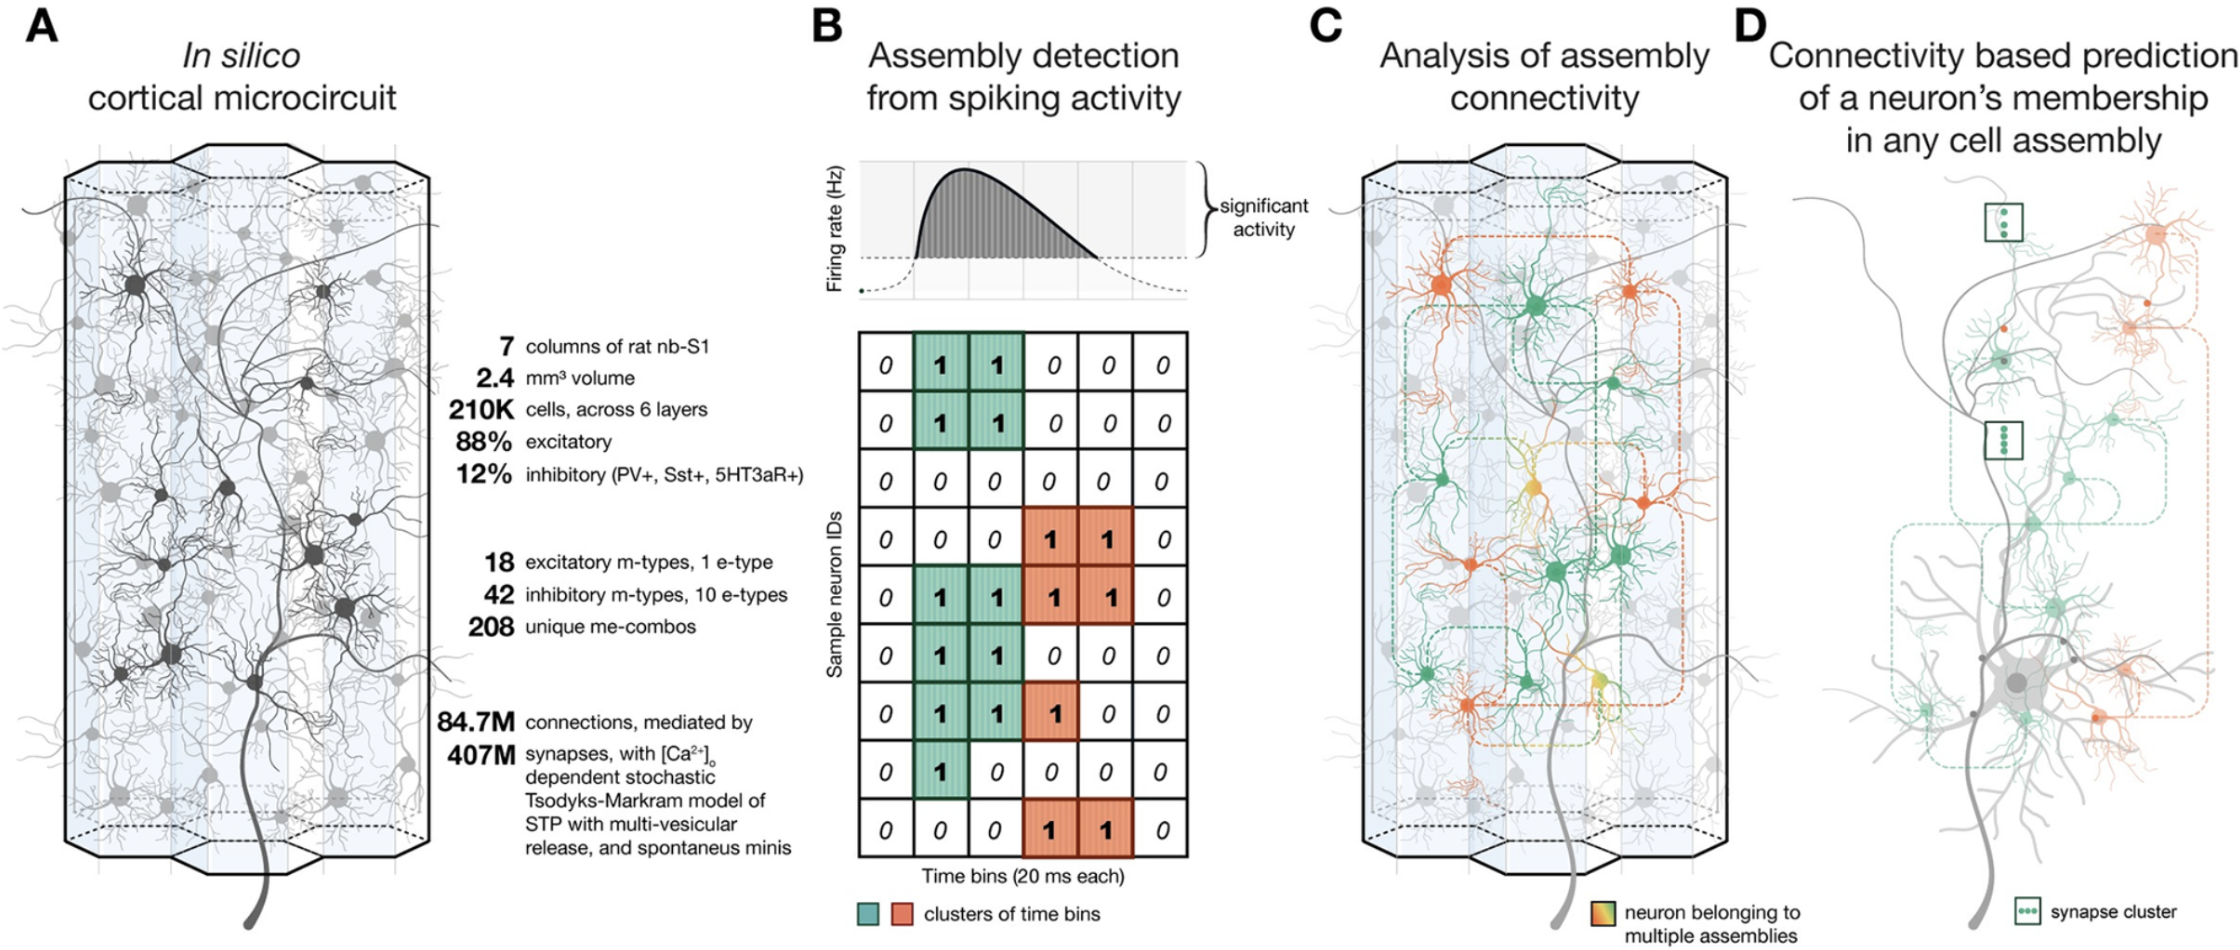 A
In silico
cortical microcircuit
7 columns of rat nb-S1
2.4 mm³ volume
210K cells, across 6 layers
88% excitatory
12% inhibitory (PV+, Sst+, 5HT3aR+)
18 excitatory m-types, 1 e-type
42 inhibitory m-types, 10 e-types
208 unique me-combos
84.7M connections, mediated by
407M synapses, with [Ca²⁺]ₒ
dependent stochastic
Tsodyks-Markram model of
STP with multi-vesicular
release, and spontaneus minis
B
Assembly detection
from spiking activity
Firing rate (Hz)
significant
activity
Sample neuron IDs
0 1 1 0 0 0
0 1 1 0 0 0
0 0 0 0 0 0
0 0 0 1 1 0
0 1 1 1 1 0
0 1 1 0 0 0
0 1 1 1 0 0
0 1 0 0 0 0
0 0 0 1 1 0
Time bins (20 ms each)
clusters of time bins
C
Analysis of assembly
connectivity
neuron belonging to
multiple assemblies
D
Connectivity based prediction
of a neuron’s membership
in any cell assembly
synapse cluster